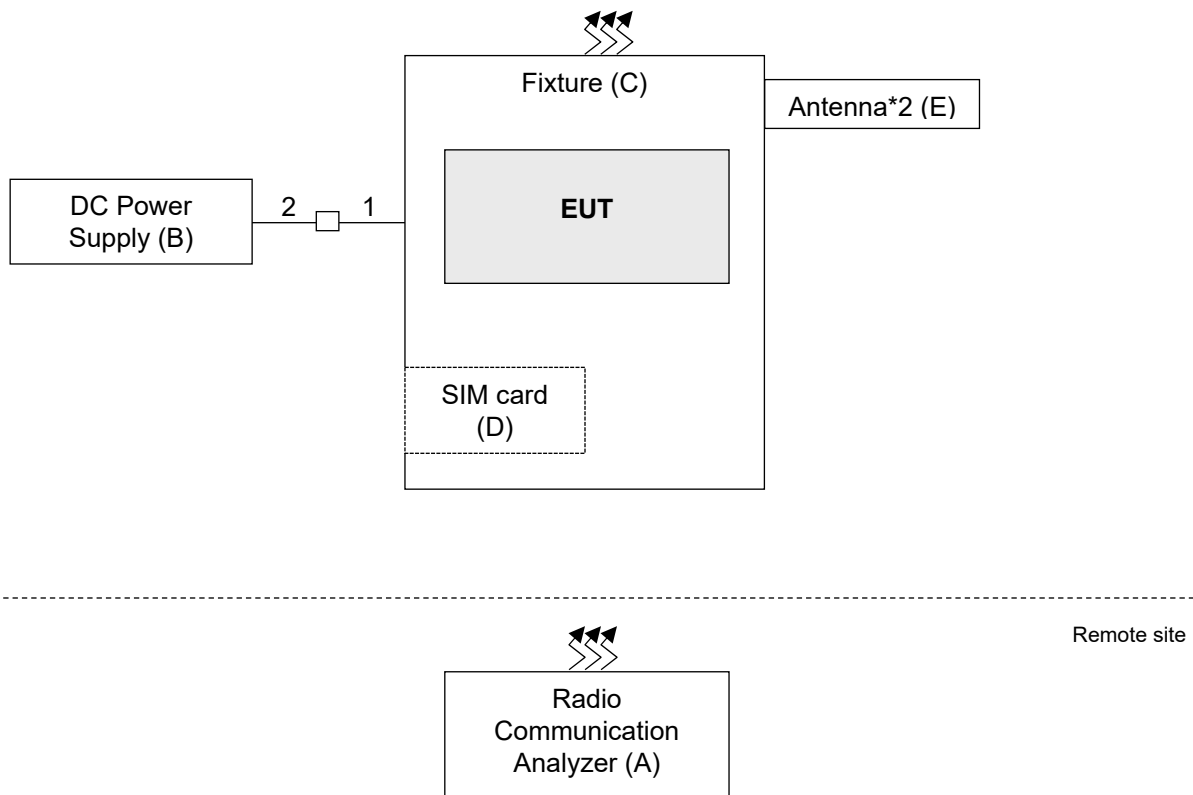 Fixture (C)
Antenna*2 (E)
DC Power
Supply (B)
2
1
EUT
SIM card
(D)
Remote site
Radio
Communication
Analyzer (A)